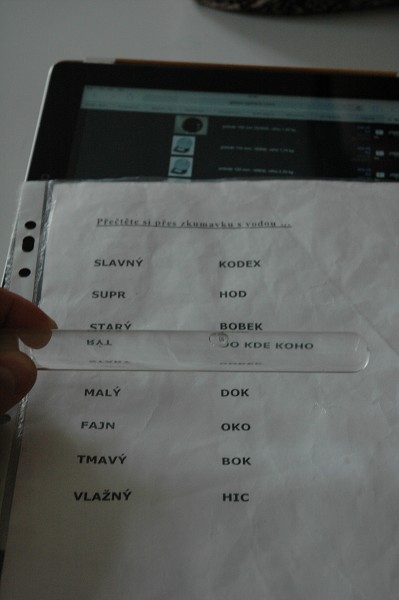 Přečtěte si přes zkumavku s vodou ...
SLAVNÝ KODEX
SUPR HOD
STARÝ BOBEK
KDE KOHO
MALÝ DOK
FAJN OKO
TMAVÝ BOK
VLAŽNÝ HIC